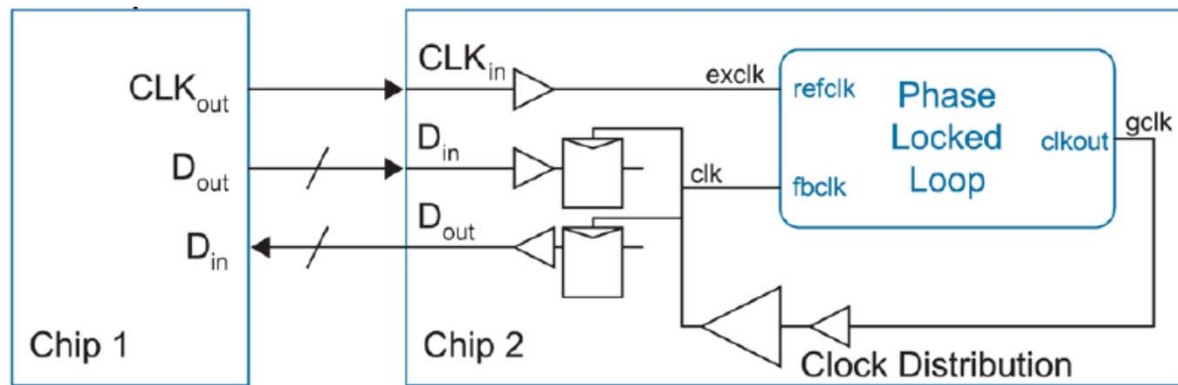 CLKout
Dout
Din
Chip 1
CLKin
Din
Dout
Chip 2
exclk
clk
refclk
fbclk
Phase
Locked
Loop
clkout
gclk
Clock Distribution